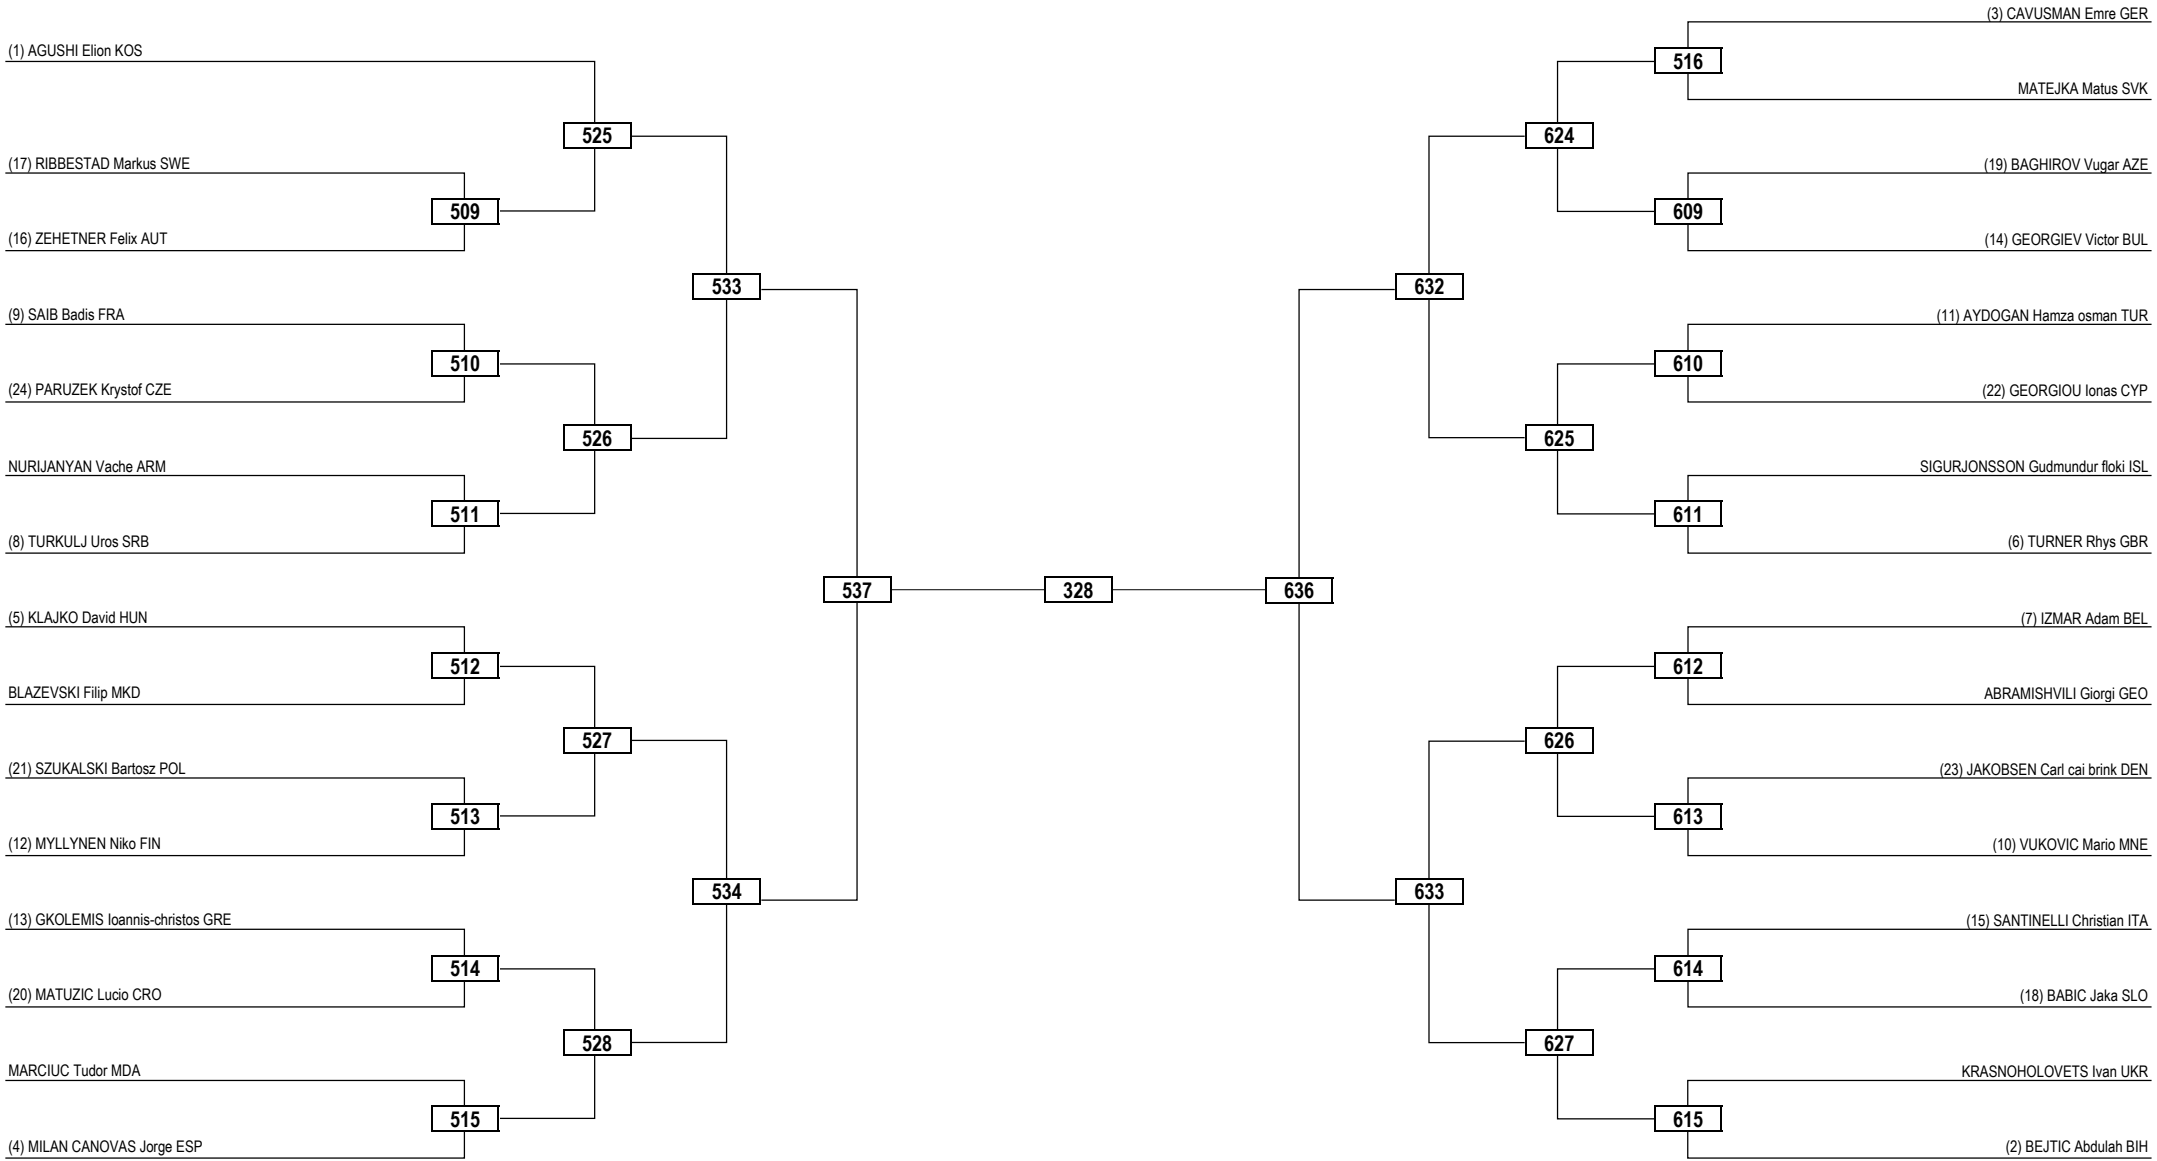 (1) AGUSHI Elion KOS
525
(17) RIBBESTAD Markus SWE
509
(16) ZEHETNER Felix AUT
533
(9) SAIB Badis FRA
510
(24) PARUZEK Krystof CZE
526
NURIJANYAN Vache ARM
511
(8) TURKULJ Uros SRB
537
(5) KLAJKO David HUN
512
BLAZEVSKI Filip MKD
527
(21) SZUKALSKI Bartosz POL
513
(12) MYLLYNEN Niko FIN
534
(13) GKOLEMIS Ioannis-christos GRE
514
(20) MATUZIC Lucio CRO
528
MARCIUC Tudor MDA
515
(4) MILAN CANOVAS Jorge ESP
328
(3) CAVUSMAN Emre GER
516
MATEJKA Matus SVK
624
(19) BAGHIROV Vugar AZE
609
(14) GEORGIEV Victor BUL
632
(11) AYDOGAN Hamza osman TUR
610
(22) GEORGIOU Ionas CYP
625
SIGURJONSSON Gudmundur floki ISL
611
(6) TURNER Rhys GBR
636
(7) IZMAR Adam BEL
612
ABRAMISHVILI Giorgi GEO
626
(23) JAKOBSEN Carl cai brink DEN
613
(10) VUKOVIC Mario MNE
633
(15) SANTINELLI Christian ITA
614
(18) BABIC Jaka SLO
627
KRASNOHOLOVETS Ivan UKR
615
(2) BEJTIC Abdulah BIH